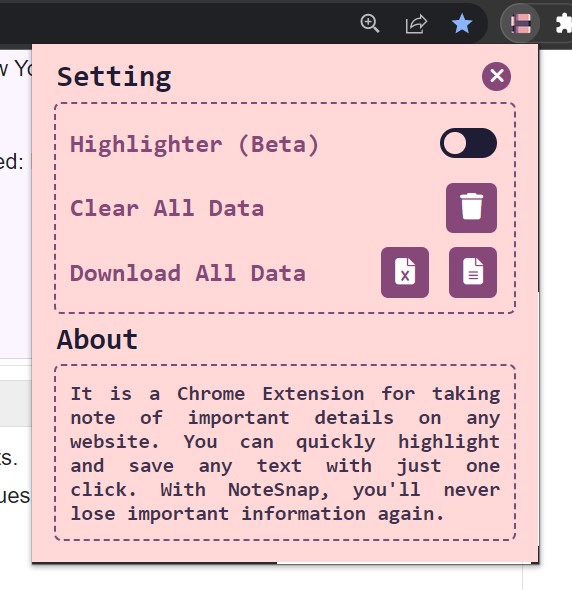 w Yo
Setting
Highlighter (Beta)
ed:
Clear All Data
Download All Data
x
About
It is a Chrome Extension for taking
note of important details on any
website. You can quickly highlight
and save any text with just one
click. With NoteSnap, you'll never
lose important information again.
ts.
ues